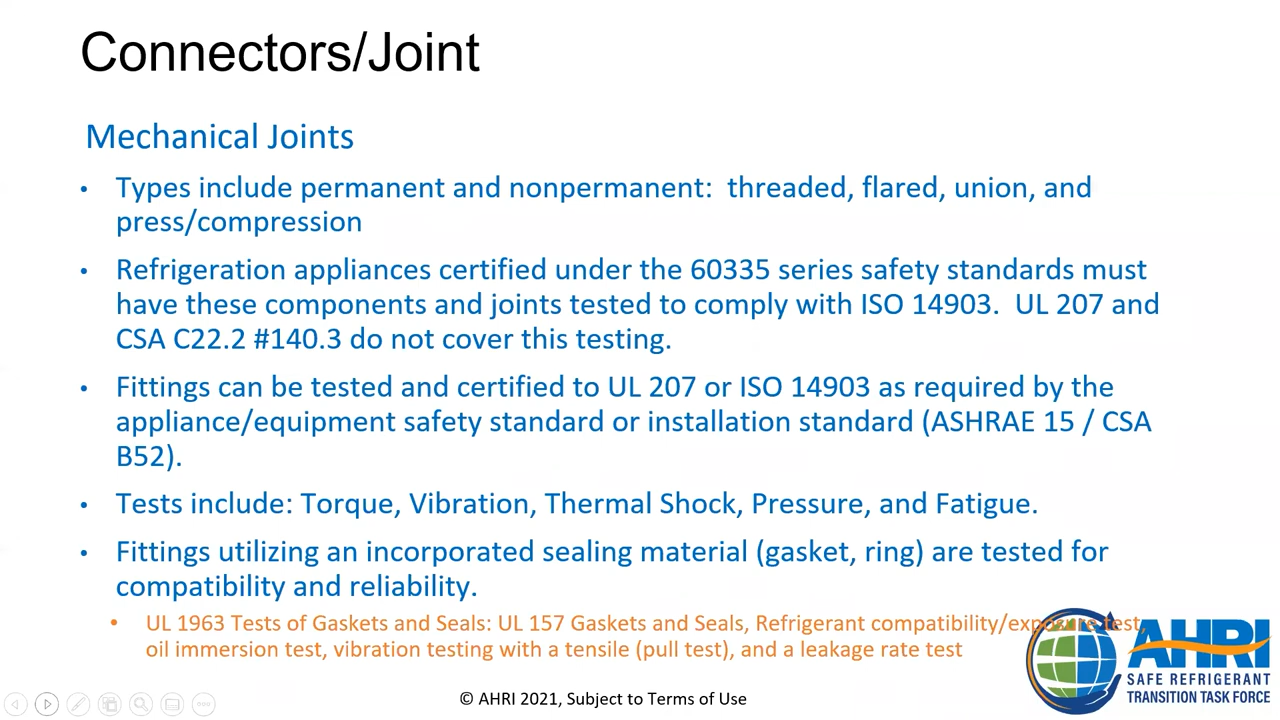 Connectors/Joint
Mechanical Joints
• Types include permanent and nonpermanent:  threaded, flared, union, and
press/compression
• Refrigeration appliances certified under the 60335 series safety standards must
have these components and joints tested to comply with ISO 14903.  UL 207 and
CSA C22.2 #140.3 do not cover this testing.
• Fittings can be tested and certified to UL 207 or ISO 14903 as required by the
appliance/equipment safety standard or installation standard (ASHRAE 15 / CSA
B52).
• Tests include: Torque, Vibration, Thermal Shock, Pressure, and Fatigue.
• Fittings utilizing an incorporated sealing material (gasket, ring) are tested for
compatibility and reliability.
• UL 1963 Tests of Gaskets and Seals: UL 157 Gaskets and Seals, Refrigerant compatibility/exposure test,
oil immersion test, vibration testing with a tensile (pull test), and a leakage rate test
AHRI
SAFE REFRIGERANT
TRANSITION TASK FORCE
© AHRI 2021, Subject to Terms of Use